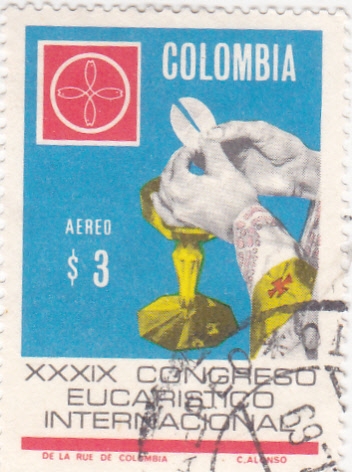 COLOMBIA
AEREO
$ 3
XXXIX CONGRESO
EUCARISTICO
INTERNACIONAL
DE LA RUE DE COLOMBIA C. ALONSO